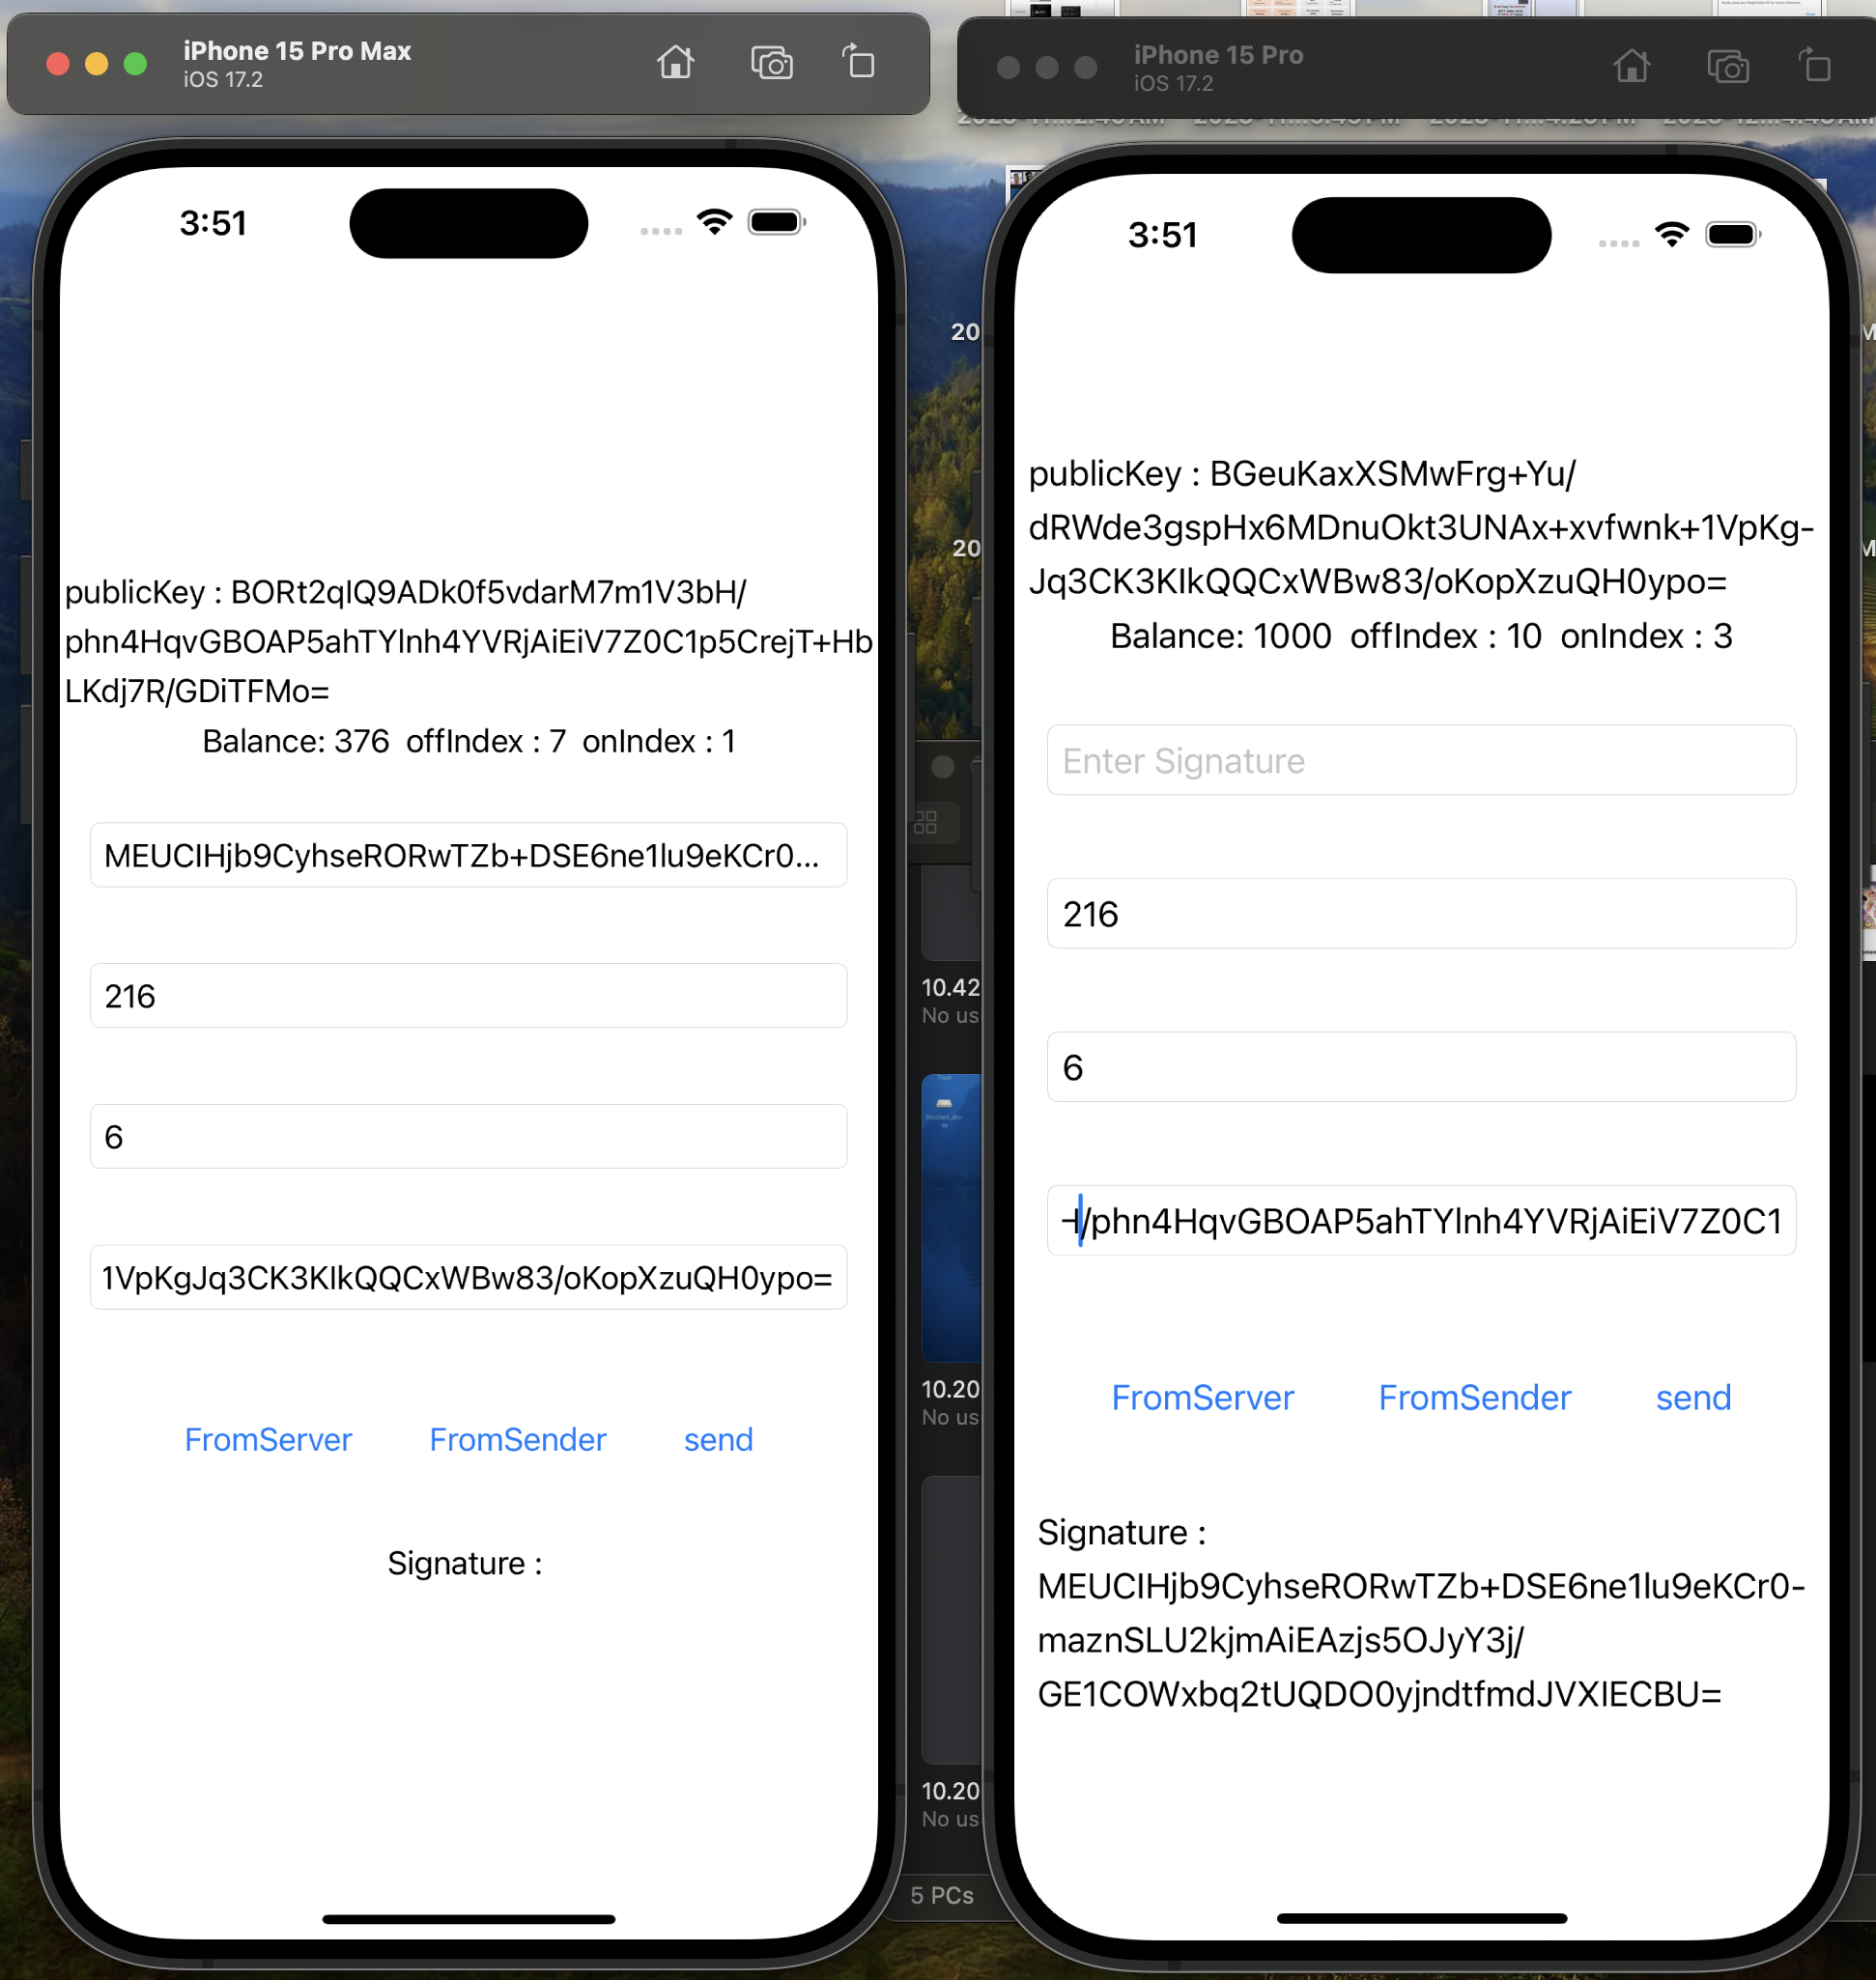 iPhone 15 Pro Max
iOS 17.2
3:51
publicKey : BORt2qIQ9ADk0f5vdarM7m1V3bH/
phn4HqvGBOAP5ahTYlnh4YVRjAiEiV7Z0C1p5CrejT+Hb
LKdj7R/GDiTFMo=
Balance: 376 offIndex : 7 onIndex : 1
MEUCIHjb9CyhseRORwTZb+DSE6ne1lu9eKCr0...
216
6
1VpKgJq3CK3KIkQQCxWBw83/oKopXzuQH0ypo=
FromServer FromSender send
Signature :
iPhone 15 Pro
iOS 17.2
3:51
publicKey : BGeuKaxXSMwFrg+Yu/
dRWde3gspHx6MDnuOkt3UNAx+xvfwnk+1VpKg-
Jq3CK3KIkQQCxWBw83/oKopXzuQH0ypo=
Balance: 1000 offIndex : 10 onIndex : 3
Enter Signature
216
6
/phn4HqvGBOAP5ahTYlnh4YVRjAiEiV7Z0C1
FromServer FromSender send
Signature :
MEUCIHjb9CyhseRORwTZb+DSE6ne1lu9eKCr0-
maznSLU2kjmAiEAzjs5OJyY3j/
GE1COWxbq2tUQDO0yjndtfmdJVXIECBU=
20
20
10.42
No us
10.20
No us
10.20
No us
5 PCs